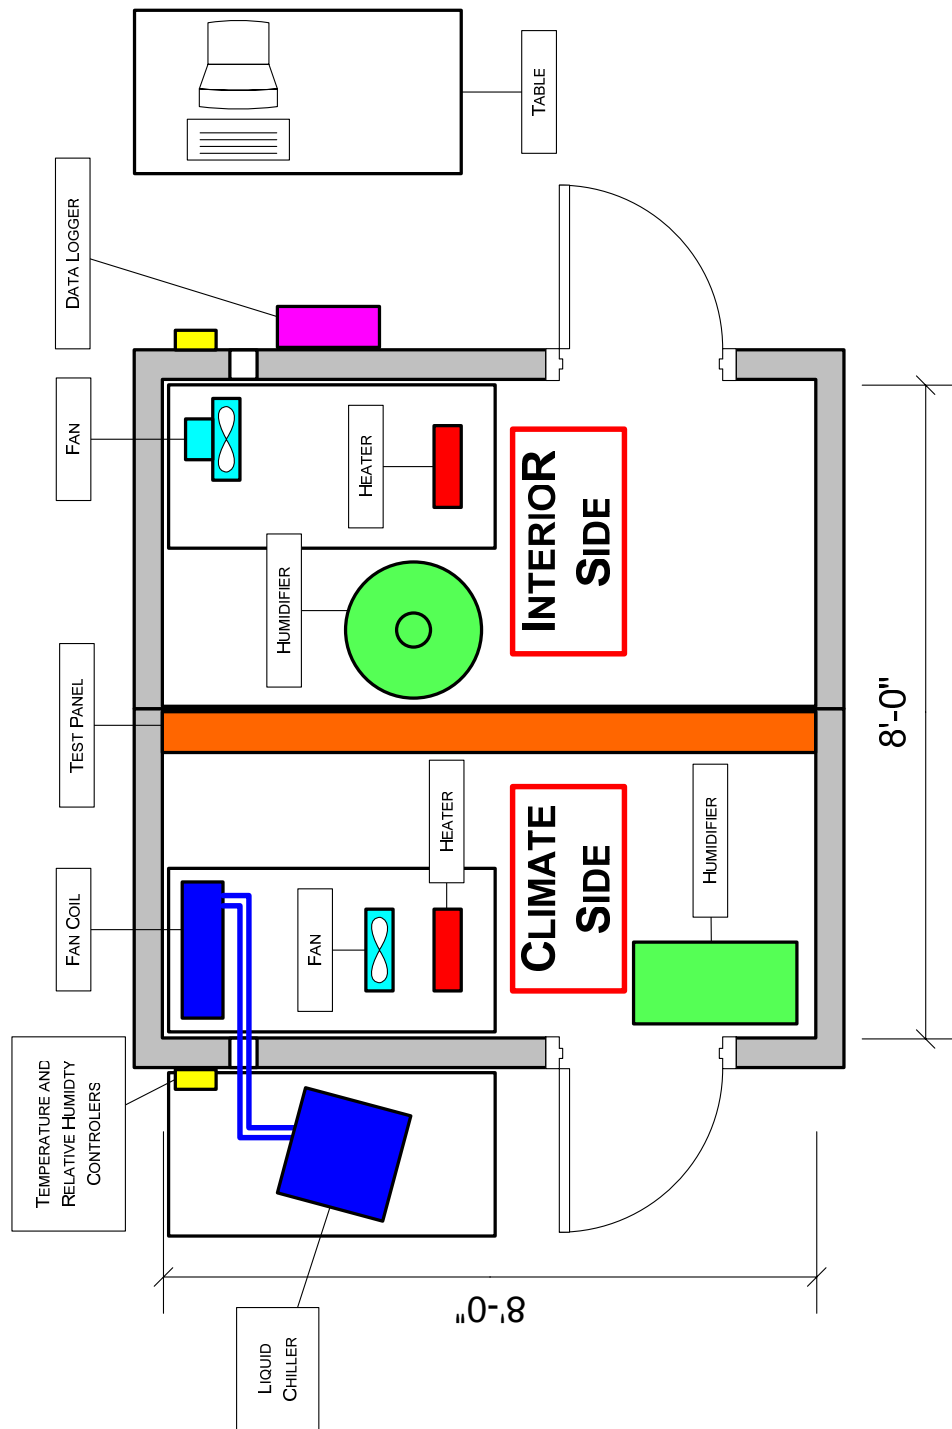 TABLE
DATA LOGGER
FAN
HEATER
HUMIDIFIER
INTERIOR
SIDE
TEST PANEL
8'-0"
HEATER
CLIMATE
SIDE
HUMIDIFIER
FAN COIL
FAN
TEMPERATURE AND
RELATIVE HUMIDTY
CONTROLERS
8'-0"
LIQUID
CHILLER